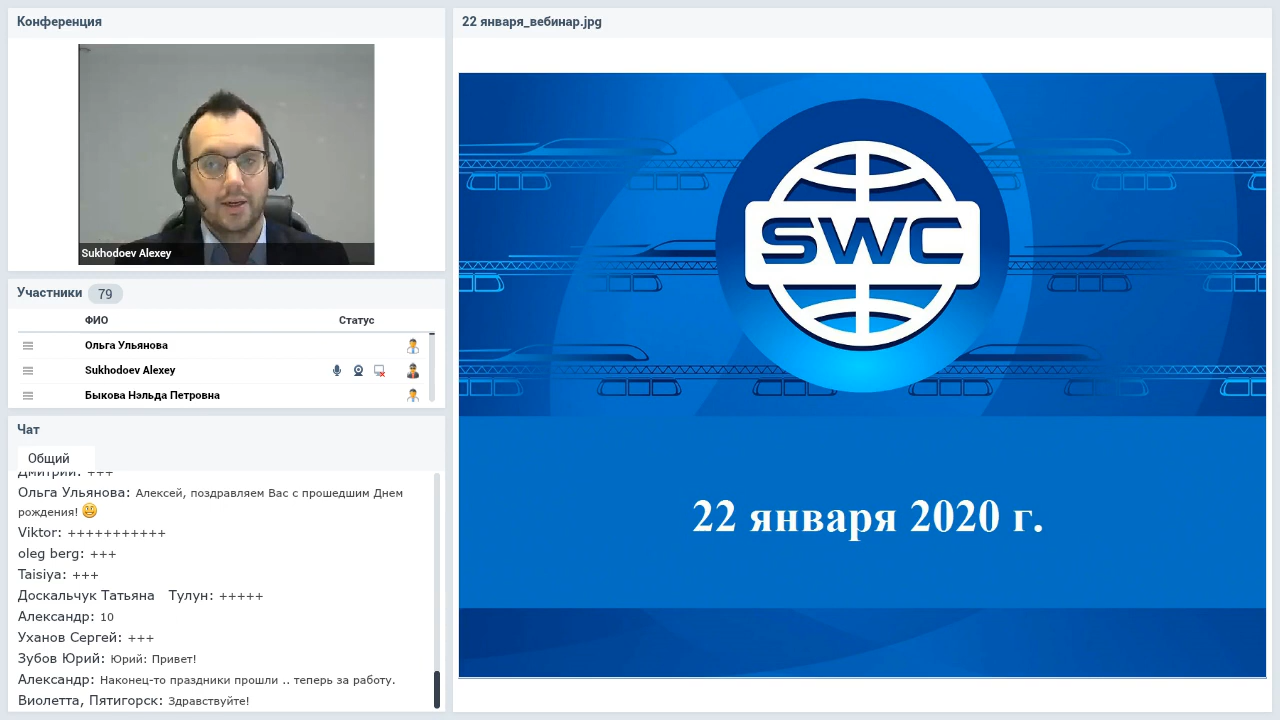 Конференция
Sukhodoev Alexey
Участники 79
ФИО Статус
Ольга Ульянова
Sukhodoev Alexey
Быкова Нэльда Петровна
Чат
Общий
Дмитрий: +++
Ольга Ульянова: Алексей, поздравляем Вас с прошедшим Днем
рождения!
Viktor: +++++++++++
oleg berg: +++
Taisiya: +++
Доскальчук Татьяна Тулун: +++++
Александр: 10
Уханов Сергей: +++
Зубов Юрий: Юрий: Привет!
Александр: Наконец-то праздники прошли .. теперь за работу.
Виолетта, Пятигорск: Здравствуйте!
22 января_вебинар.jpg
SWC
22 января 2020 г.